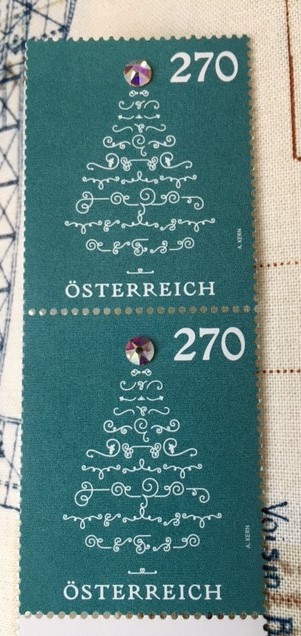 270
A. KERN
ÖSTERREICH
270
A. KERN
ÖSTERREICH